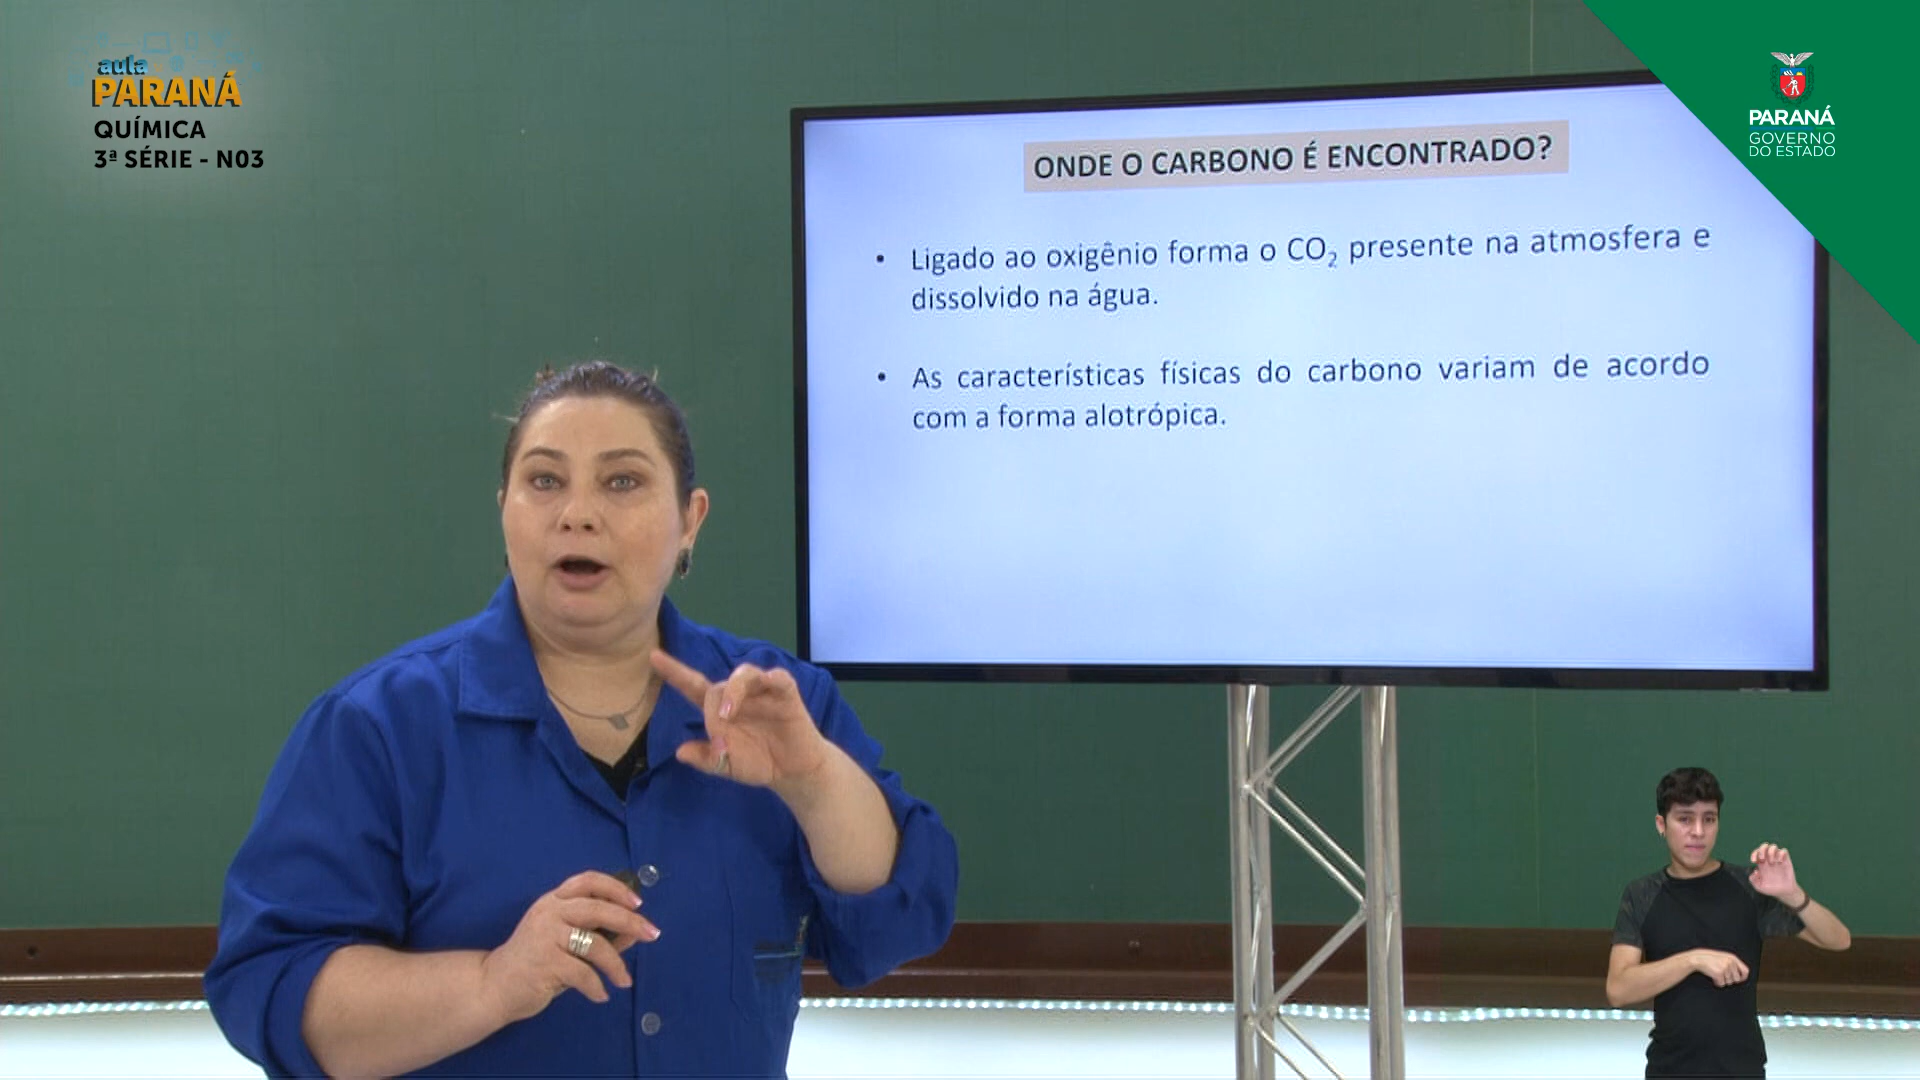 aula
PARANÁ
QUÍMICA
3ª SÉRIE - N03
PARANÁ
GOVERNO
DO ESTADO
ONDE O CARBONO É ENCONTRADO?
• Ligado ao oxigênio forma o CO₂ presente na atmosfera e
dissolvido na água.
• As características físicas do carbono variam de acordo
com a forma alotrópica.